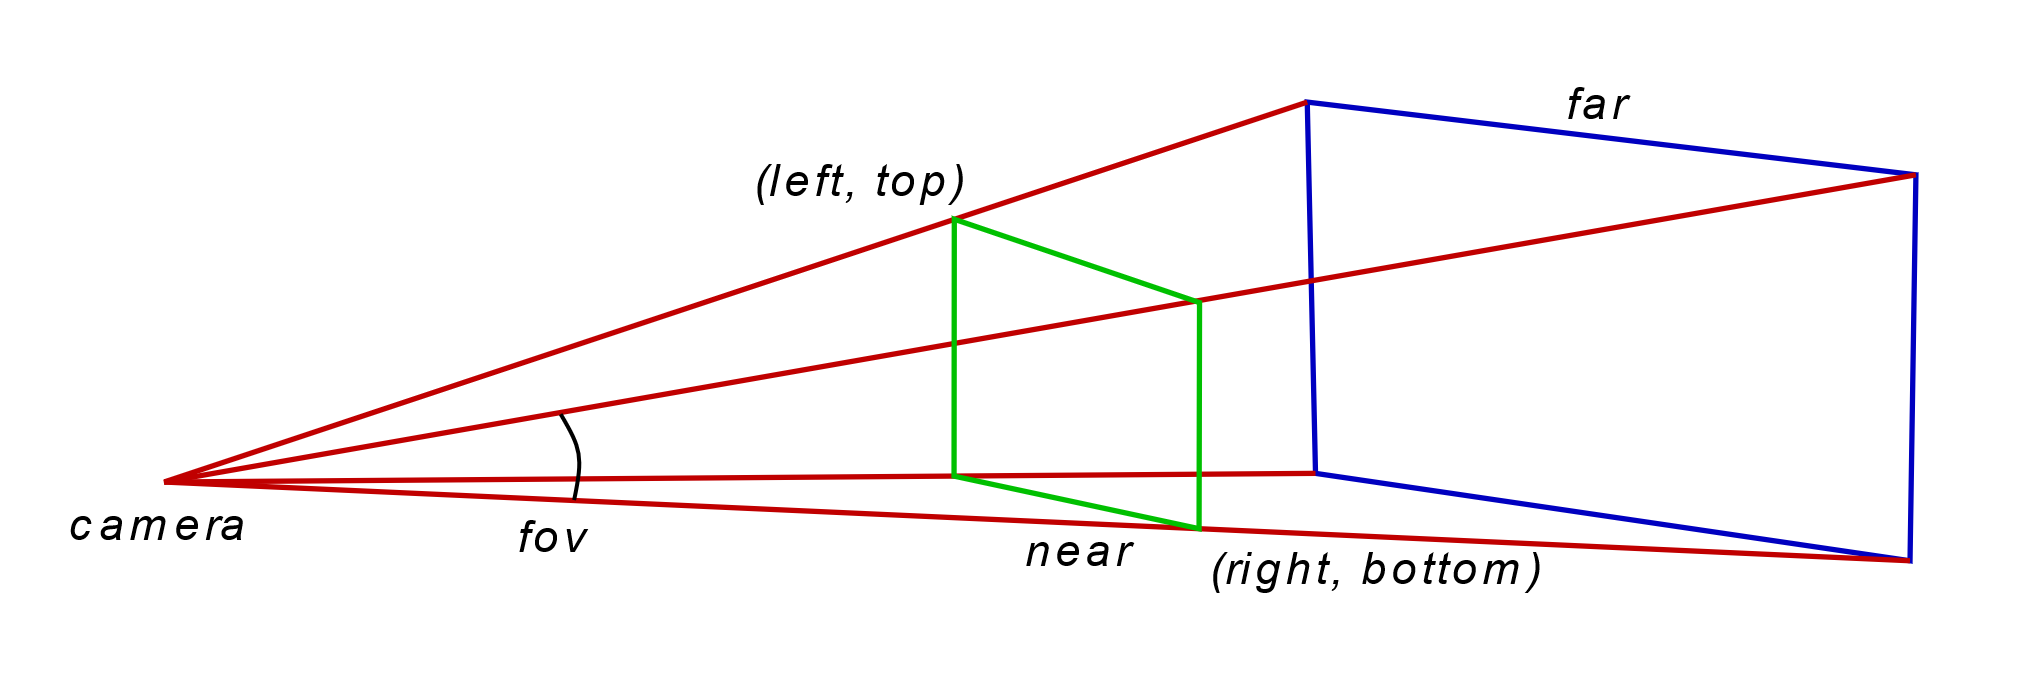 far
(left, top)
camera
fov
near
(right, bottom)